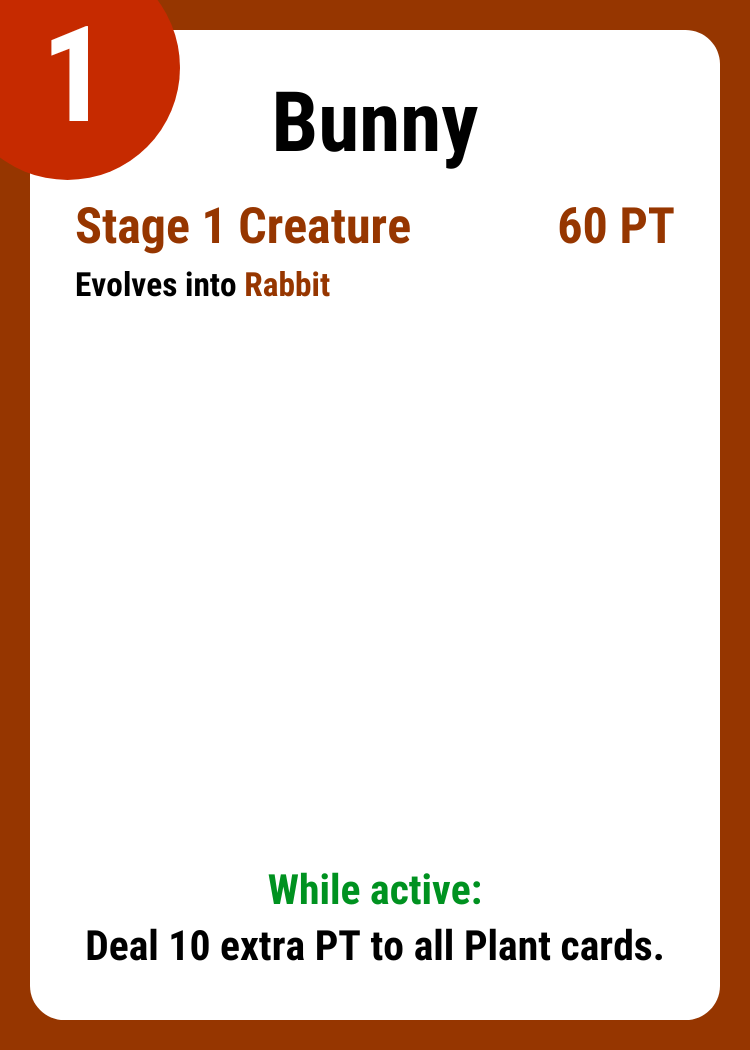 1
Bunny
Stage 1 Creature 60 PT
Evolves into Rabbit
While active:
Deal 10 extra PT to all Plant cards.